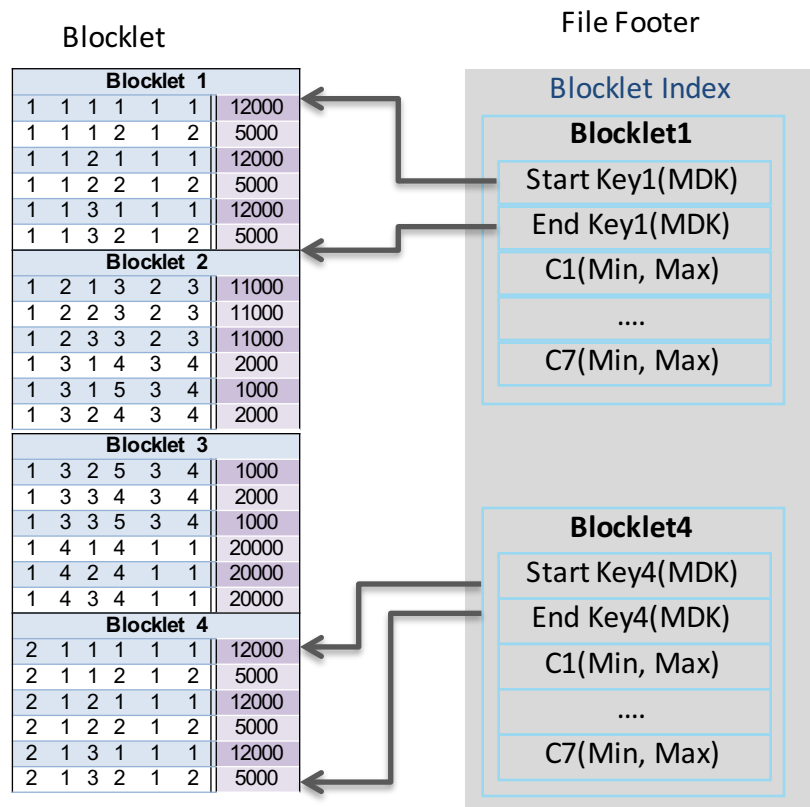 Blocklet
Blocklet 1
1 1 1 1 1 1 12000
1 1 1 2 1 2 5000
1 1 2 1 1 1 12000
1 1 2 2 1 2 5000
1 1 3 1 1 1 12000
1 1 3 2 1 2 5000
Blocklet 2
1 2 1 3 2 3 11000
1 2 2 3 2 3 11000
1 2 3 3 2 3 11000
1 3 1 4 3 4 2000
1 3 1 5 3 4 1000
1 3 2 4 3 4 2000
Blocklet 3
1 3 2 5 3 4 1000
1 3 3 4 3 4 2000
1 3 3 5 3 4 1000
1 4 1 4 1 1 20000
1 4 2 4 1 1 20000
1 4 3 4 1 1 20000
Blocklet 4
2 1 1 1 1 1 12000
2 1 1 2 1 2 5000
2 1 2 1 1 1 12000
2 1 2 2 1 2 5000
2 1 3 1 1 1 12000
2 1 3 2 1 2 5000
File Footer
Blocklet Index
Blocklet1
Start Key1(MDK)
End Key1(MDK)
C1(Min, Max)
....
C7(Min, Max)
Blocklet4
Start Key4(MDK)
End Key4(MDK)
C1(Min, Max)
....
C7(Min, Max)